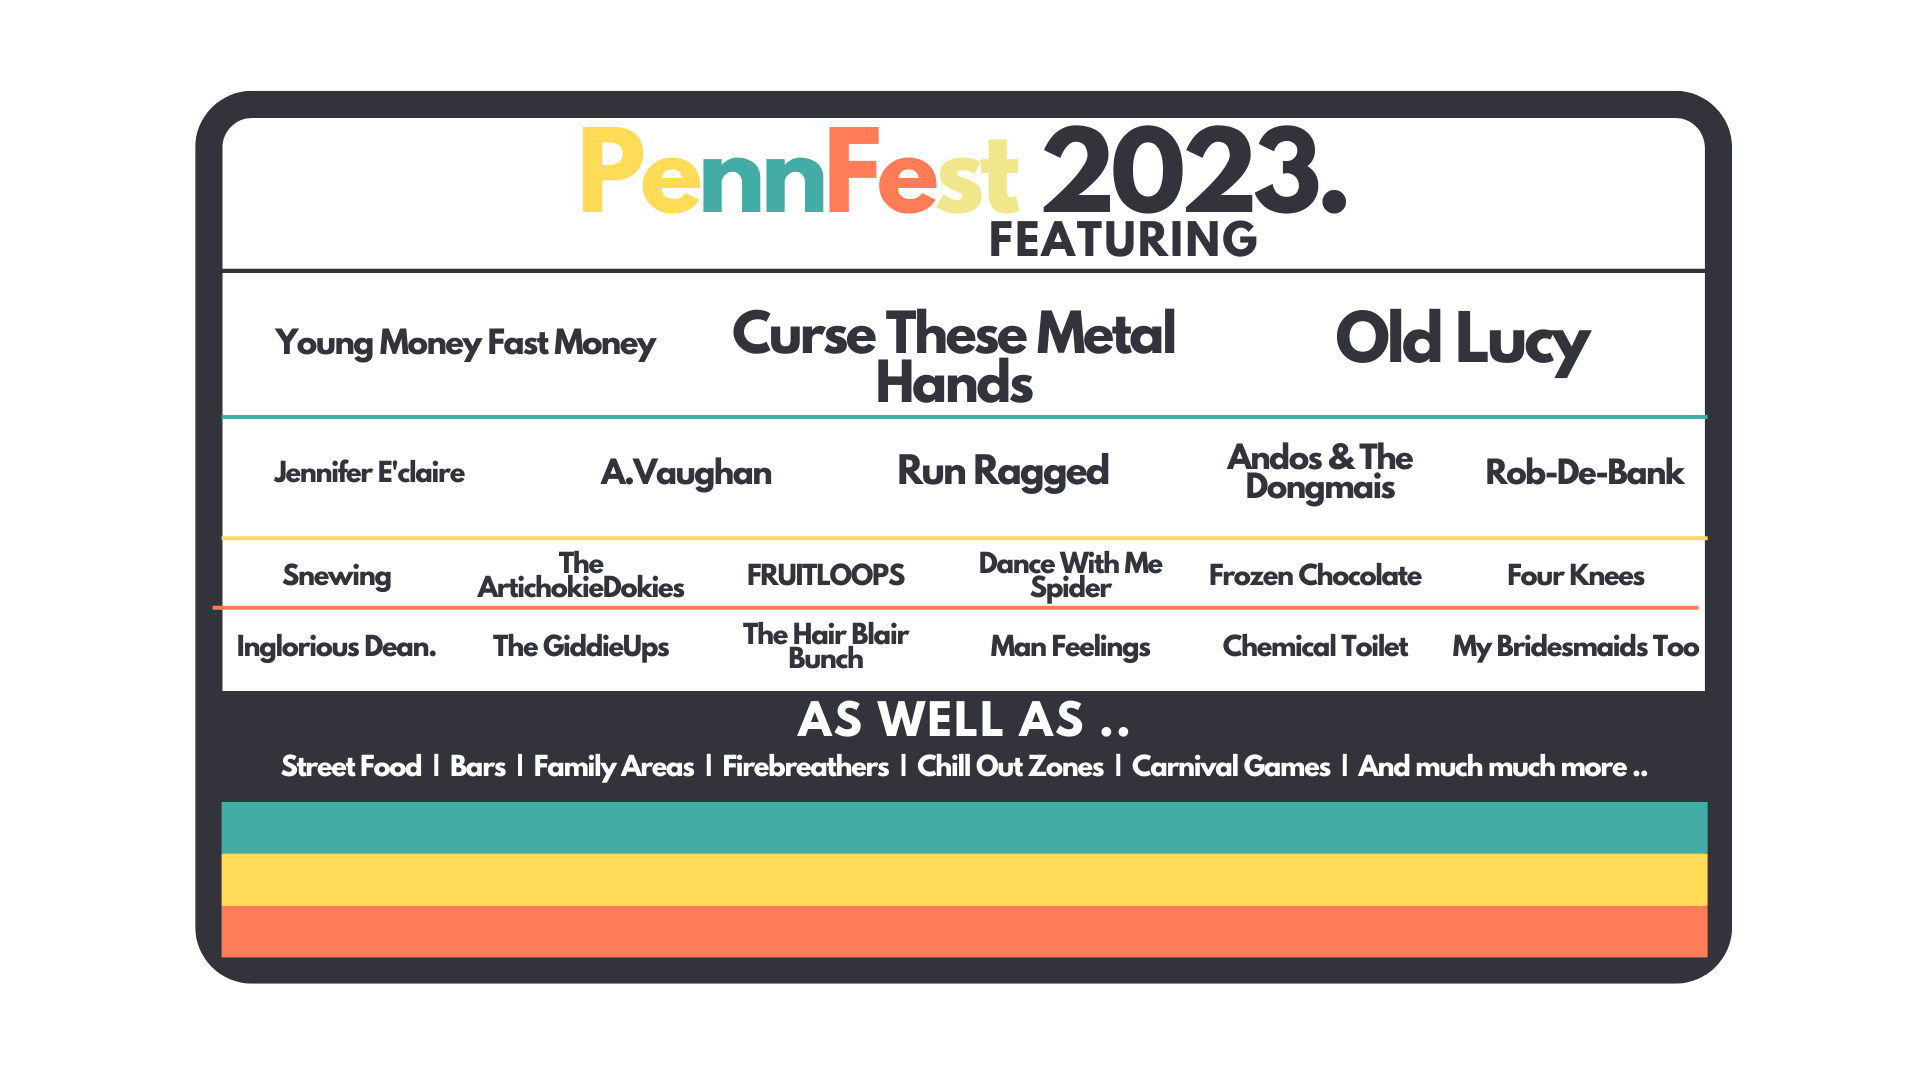 PennFest 2023.
FEATURING
Young Money Fast Money
Curse These Metal
Hands
Old Lucy
Jennifer E'claire
A.Vaughan
Run Ragged
Andos & The
Dongmais
Rob-De-Bank
Snewing
The
ArtichokieDokies
FRUITLOOPS
Dance With Me
Spider
Frozen Chocolate
Four Knees
Inglorious Dean.
The GiddieUps
The Hair Blair
Bunch
Man Feelings
Chemical Toilet
My Bridesmaids Too
AS WELL AS ..
Street Food | Bars | Family Areas | Firebreathers | Chill Out Zones | Carnival Games | And much much more ..